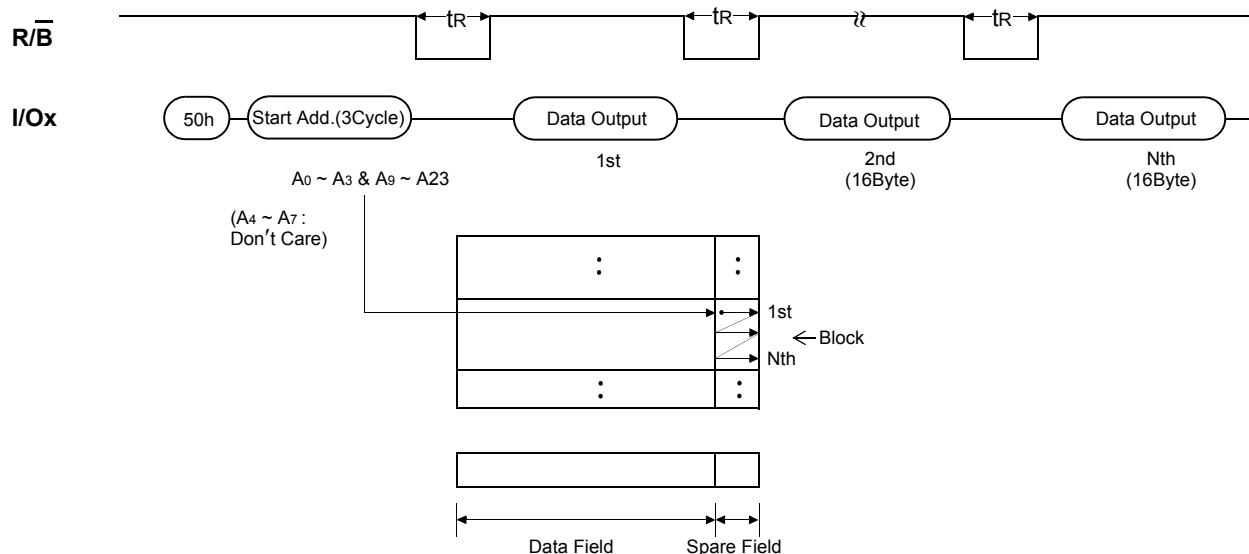 R/B
tR
tR
≈
tR
I/Ox
50h
Start Add.(3Cycle)
Data Output
Data Output
Data Output
1st
2nd
(16Byte)
Nth
(16Byte)
A0 ~ A3 & A9 ~ A23
(A4 ~ A7 :
Don't Care)
1st
Block
Nth
Data Field
Spare Field